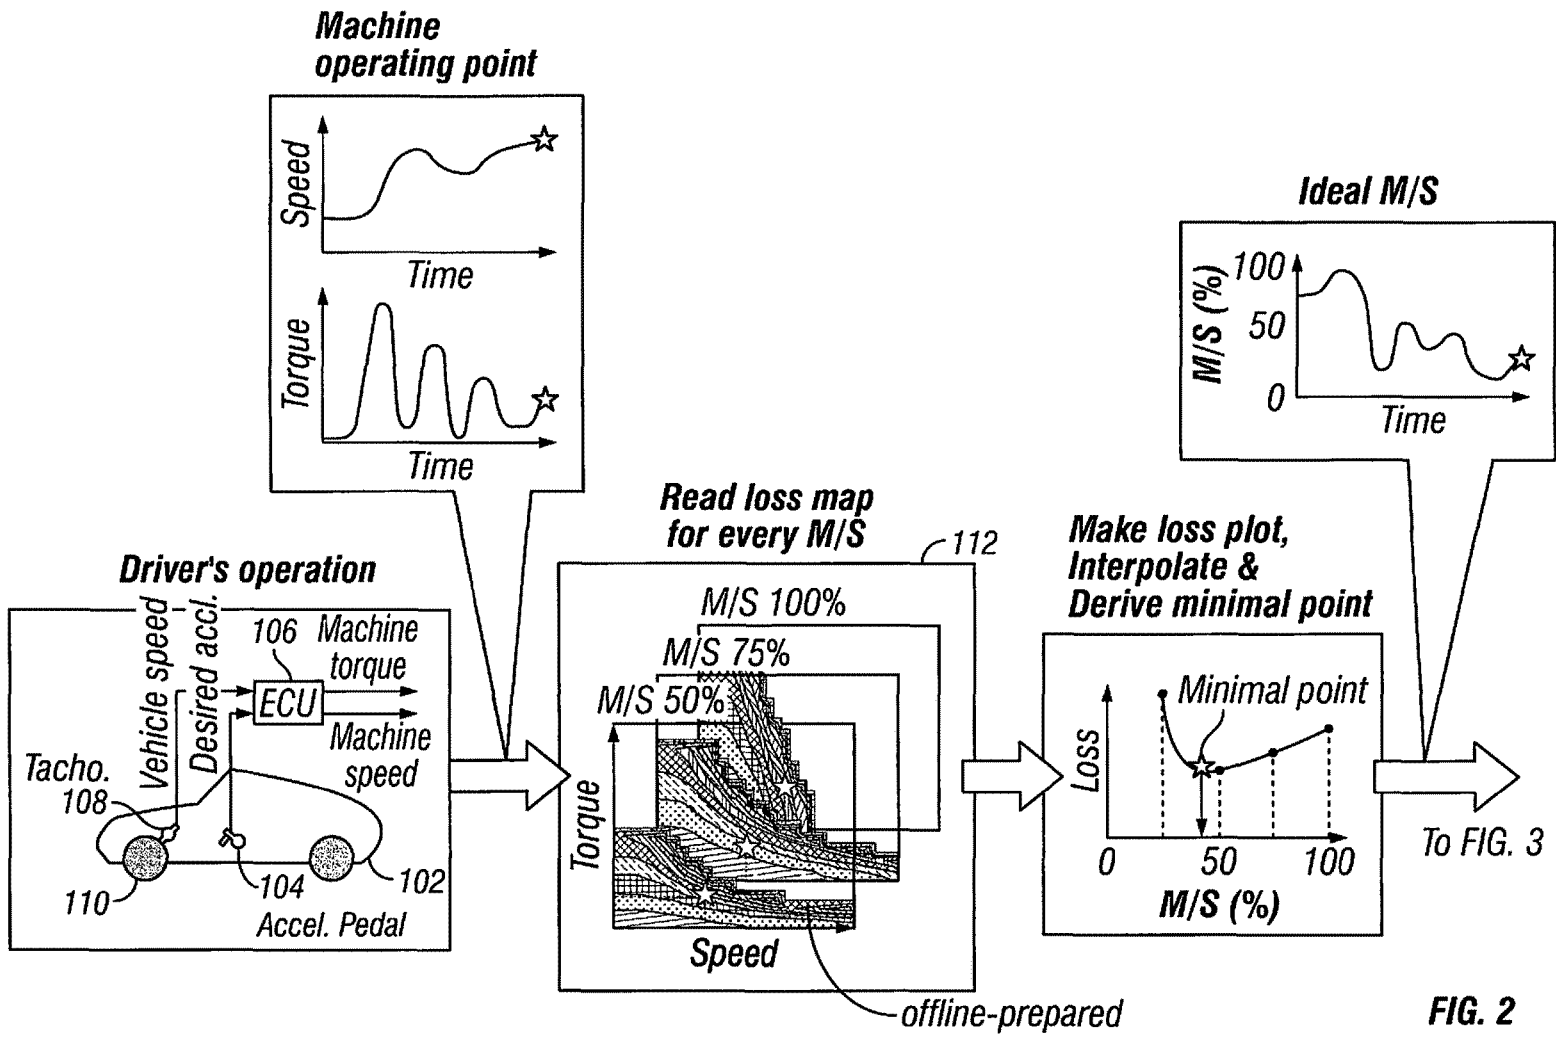 Machine
operating point
Speed
Time
Torque
Time
Ideal M/S
M/S (%)
100
50
0
Time
Driver's operation
Vehicle speed
Desired accl.
106
ECU
Machine
torque
Machine
speed
Tacho.
108
110
104
102
Accel. Pedal
Read loss map
for every M/S
112
M/S 100%
M/S 75%
M/S 50%
Torque
Speed
offline-prepared
Make loss plot,
Interpolate &
Derive minimal point
Minimal point
Loss
0
50
100
M/S (%)
To FIG. 3
FIG. 2